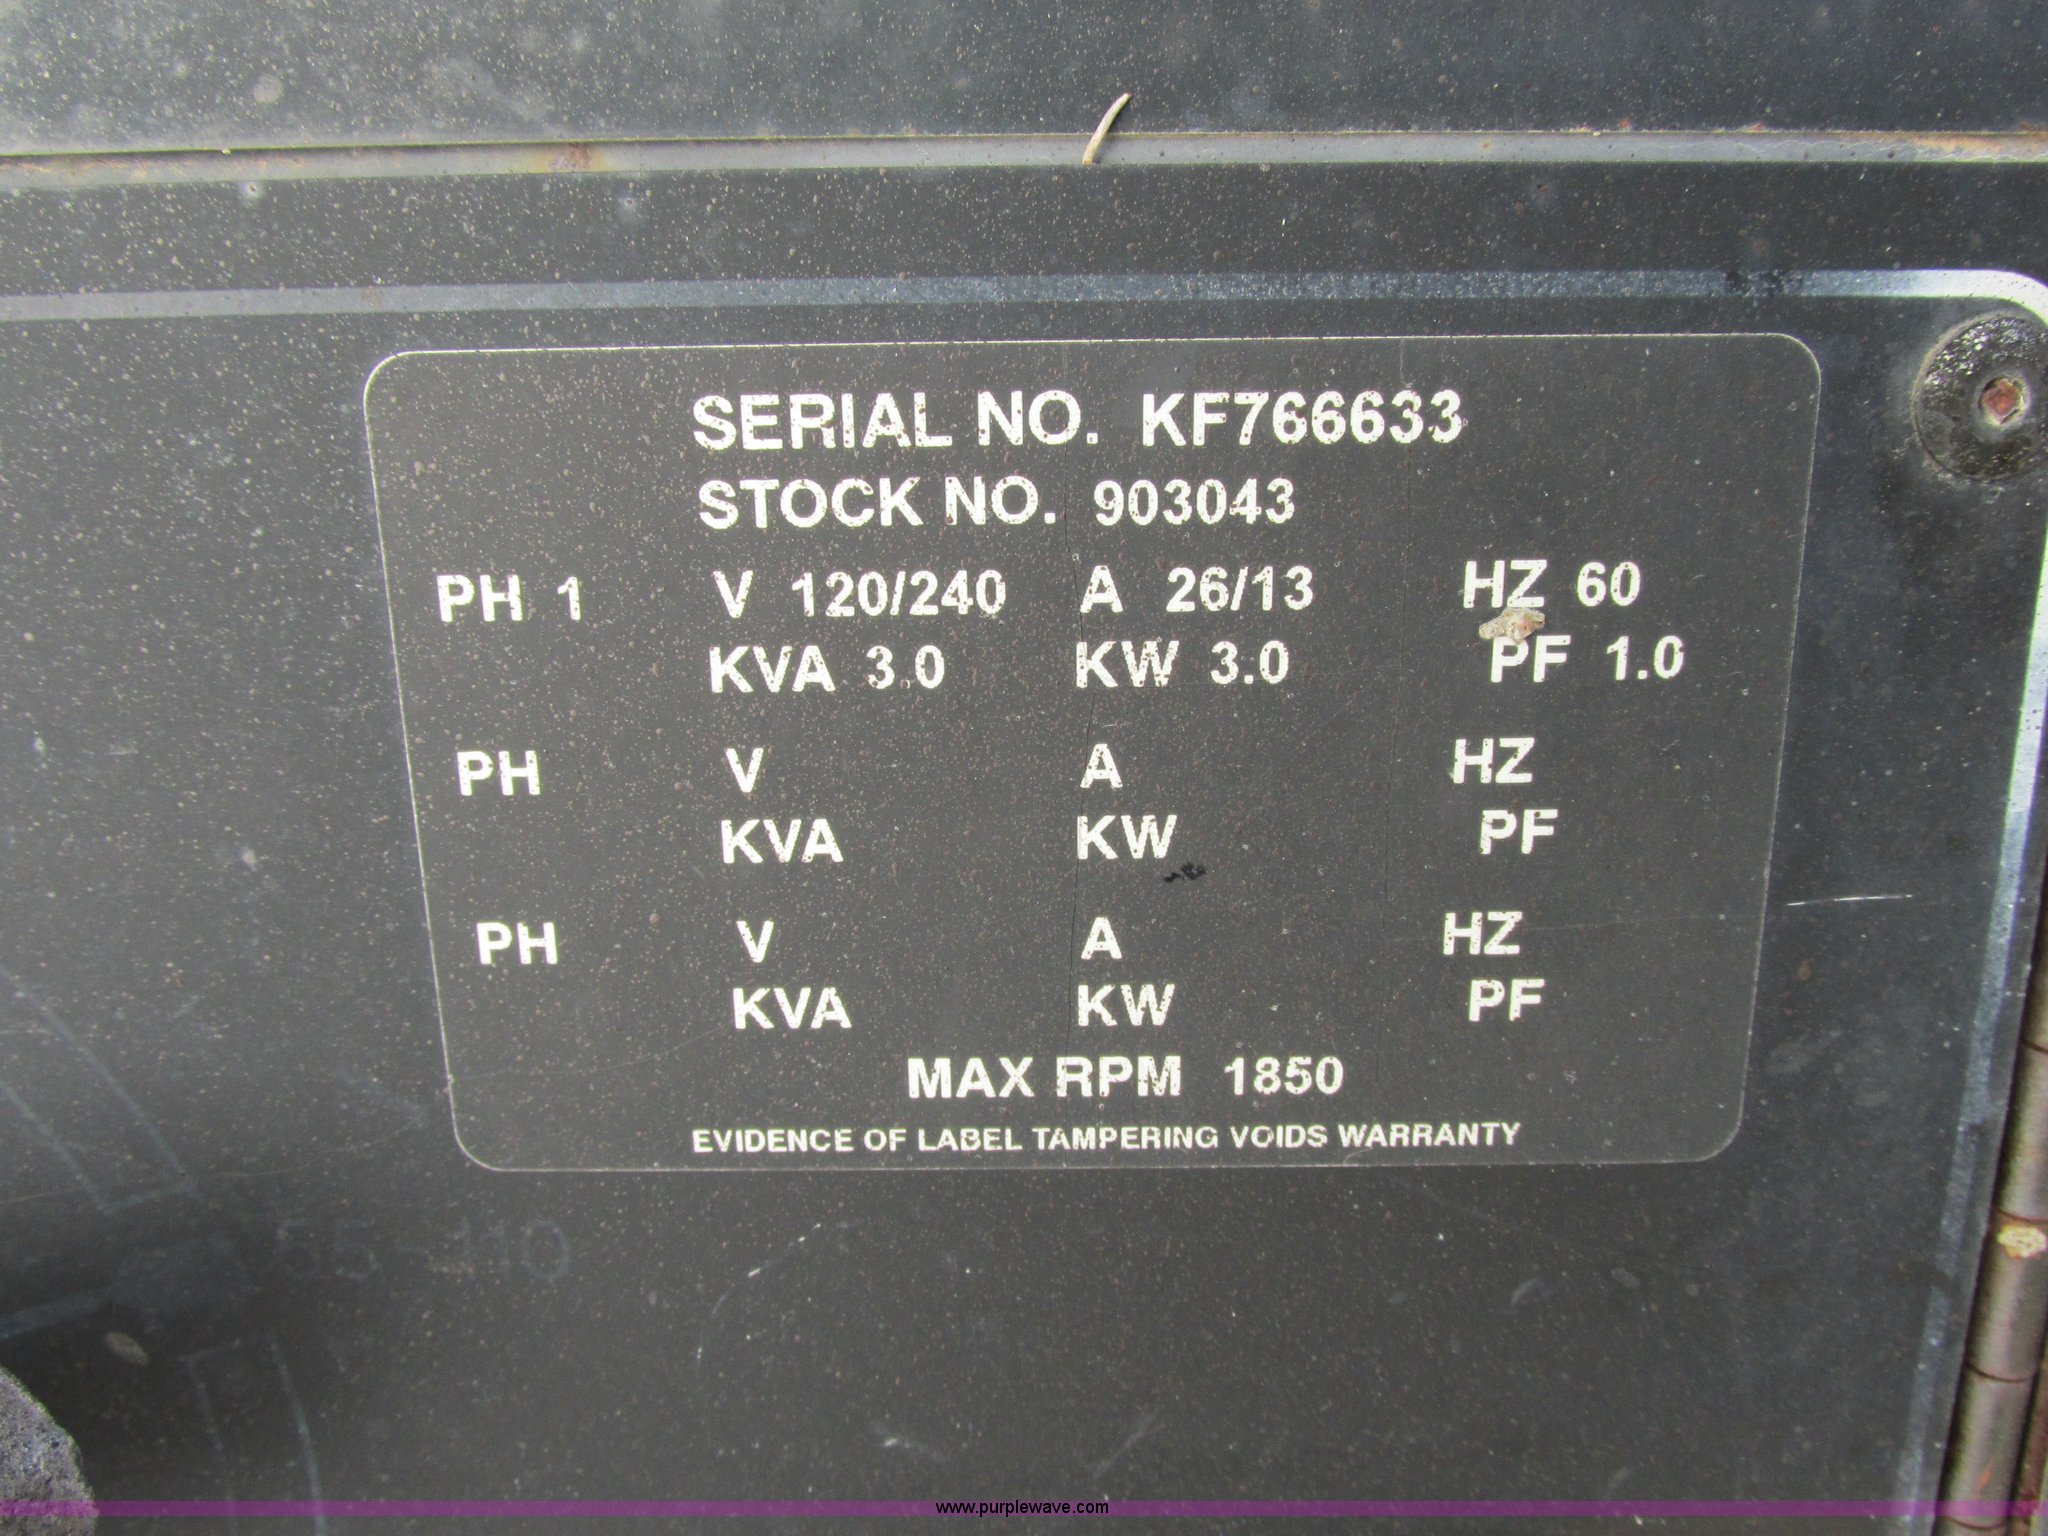 SERIAL NO. KF766633
STOCK NO. 903043
PH 1 V 120/240 A 26/13 HZ 60
KVA 3.0 KW 3.0 PF 1.0
PH V A HZ
KVA KW PF
PH V A HZ
KVA KW PF
MAX RPM 1850
EVIDENCE OF LABEL TAMPERING VOIDS WARRANTY
55-110
www.purplewave.com